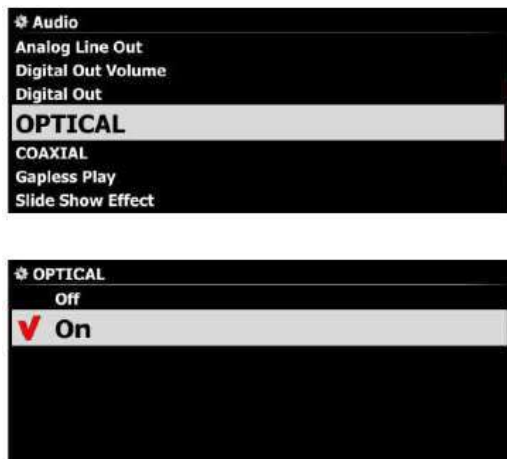 Audio
Analog Line Out
Digital Out Volume
Digital Out
OPTICAL
COAXIAL
Gapless Play
Slide Show Effect
OPTICAL
Off
On